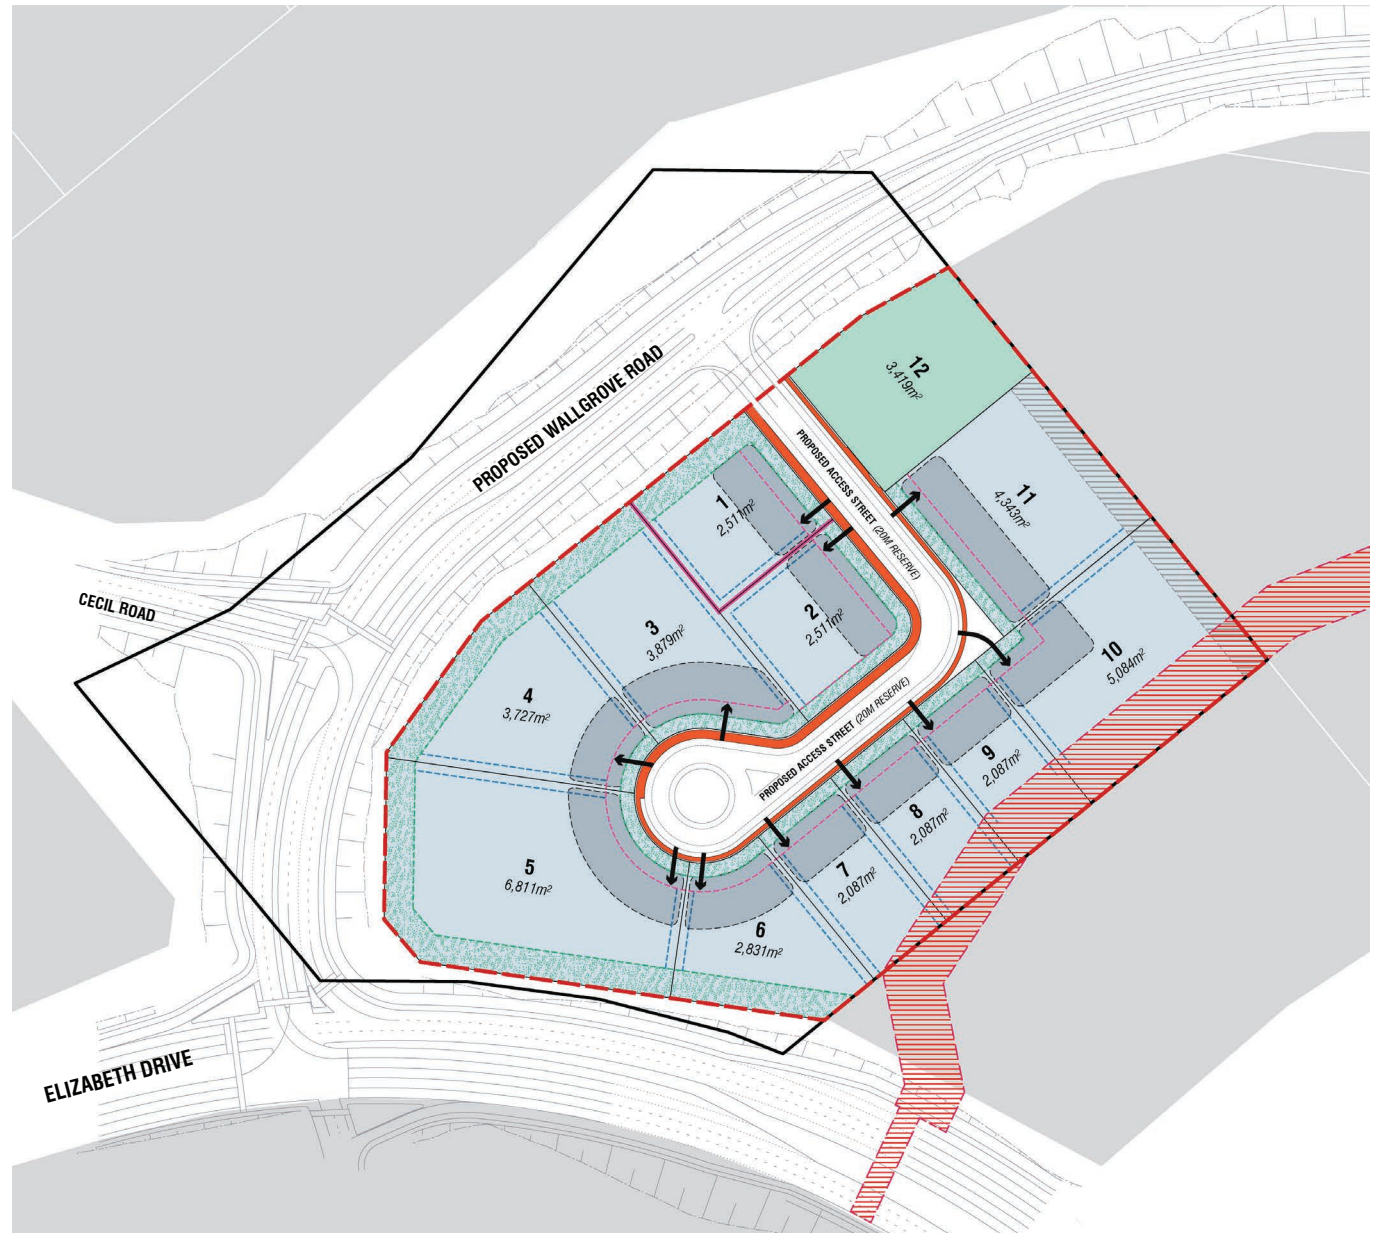 12
3,419m²
PROPOSED WALLGROVE ROAD
PROPOSED ACCESS STREET (20M RESERVE)
11
4,343m²
1
2,511m²
CECIL ROAD
2
2,511m²
3
3,879m²
10
5,084m²
4
3,727m²
PROPOSED ACCESS STREET (20M RESERVE)
9
2,087m²
8
2,087m²
5
6,811m²
7
2,087m²
6
2,831m²
ELIZABETH DRIVE